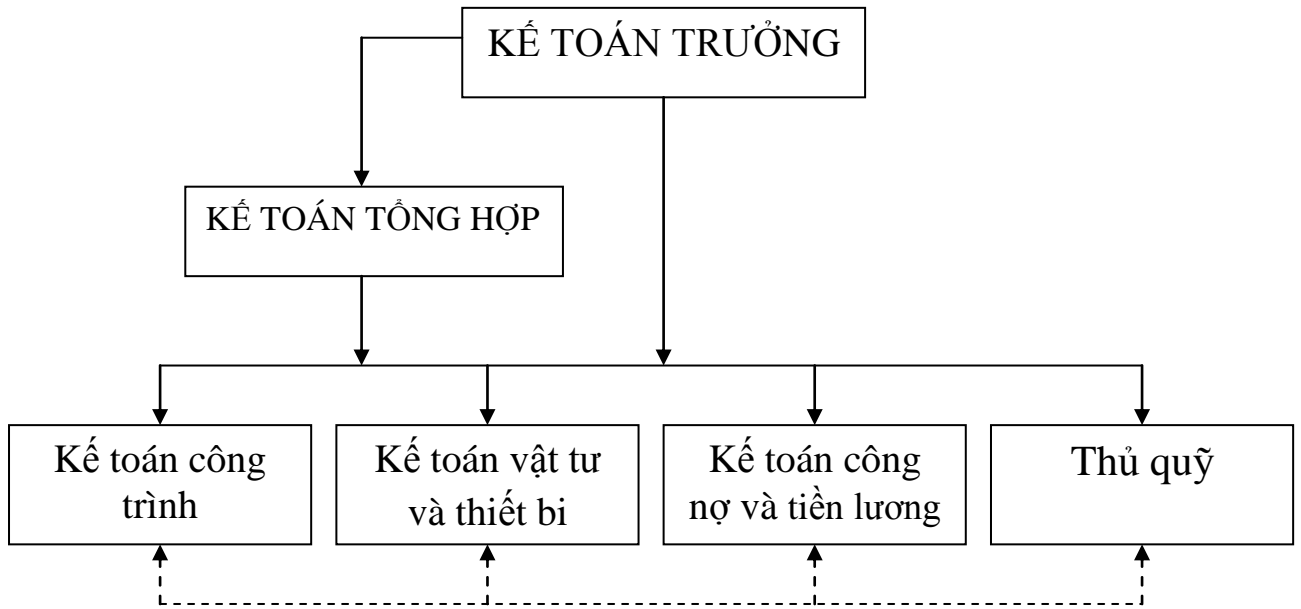 KẾ TOÁN TRƯỞNG
KẾ TOÁN TỔNG HỢP
Kế toán công
trình
Kế toán vật tư
và thiết bi
Kế toán công
nợ và tiền lương
Thủ quỹ